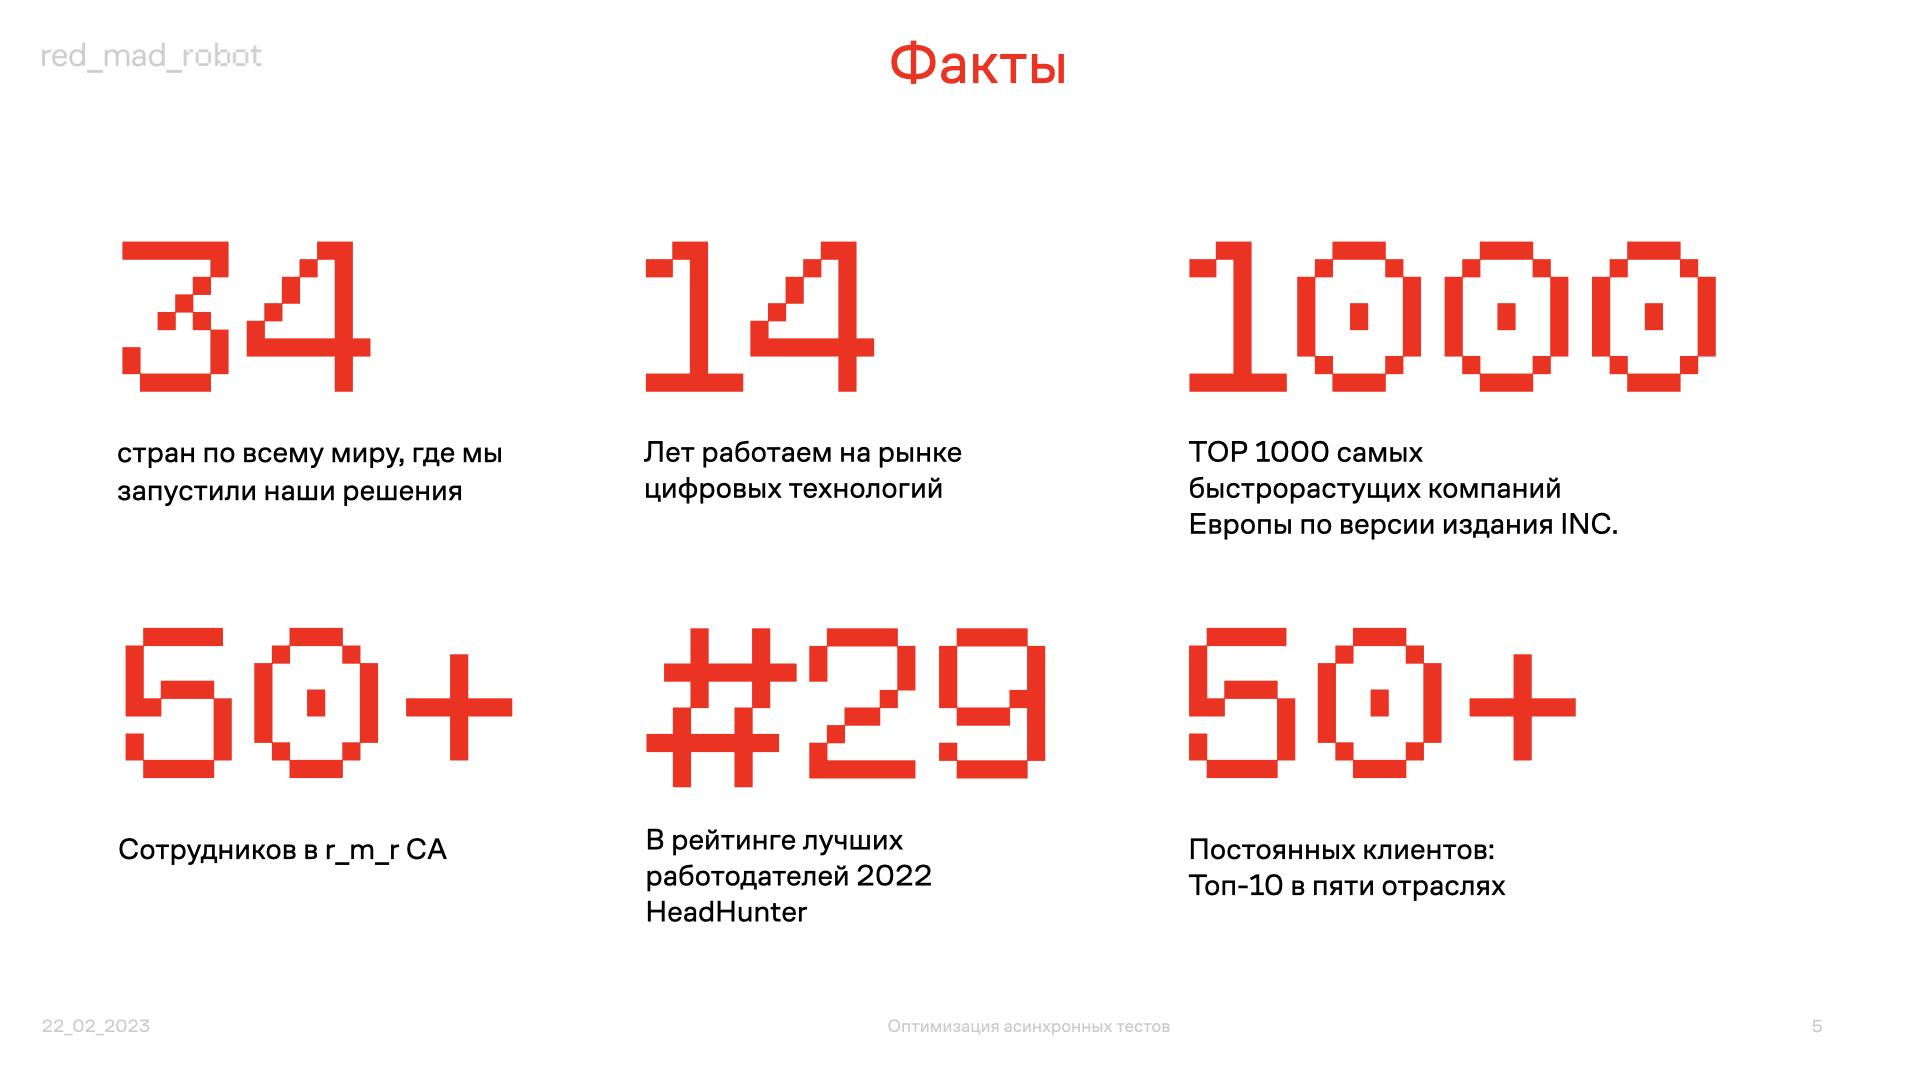 red_mad_robot
Факты
34
стран по всему миру, где мы
запустили наши решения
14
Лет работаем на рынке
цифровых технологий
1000
TOP 1000 самых
быстрорастущих компаний
Европы по версии издания INC.
50+
Сотрудников в r_m_r CA
#29
В рейтинге лучших
работодателей 2022
HeadHunter
50+
Постоянных клиентов:
Топ-10 в пяти отраслях
22_02_2023
Оптимизация асинхронных тестов
5